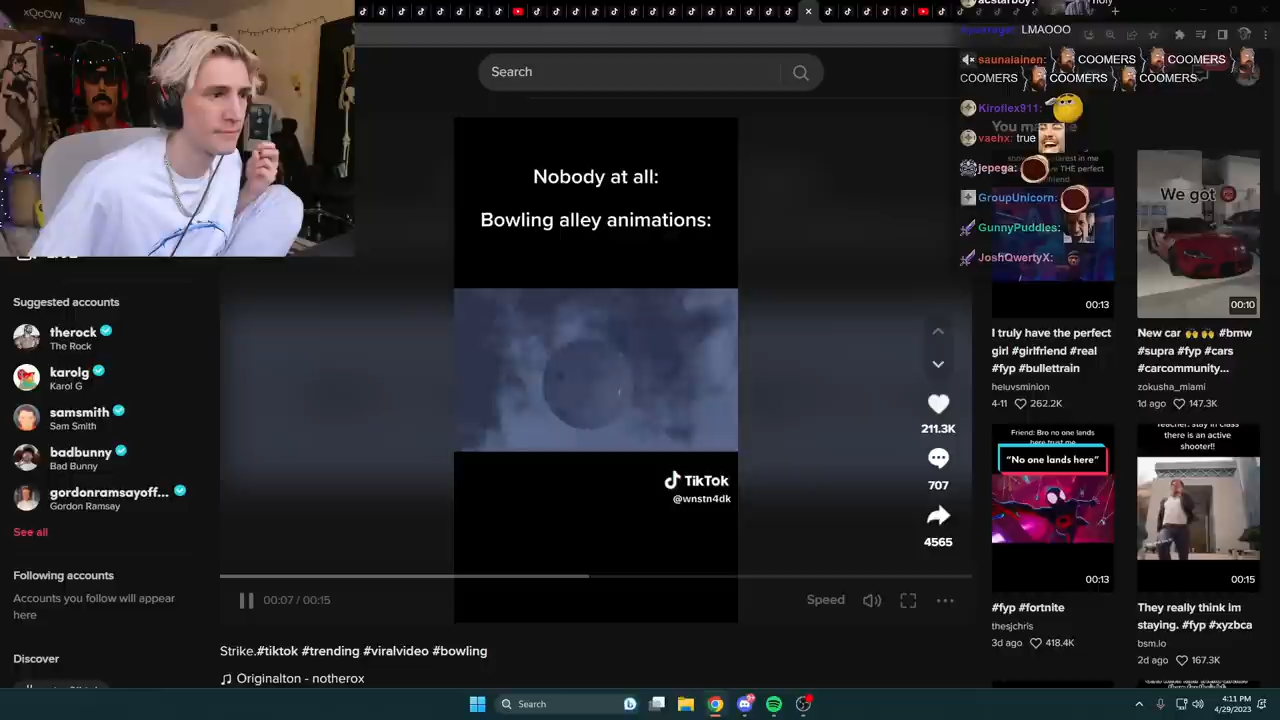 xQcOW xqc
Search
LMAOOO
saunalainen: COOMERS COOMERS
COOMERS COOMERS COOMERS
Kiroflex911:
You may like
vaehx: true
jepega:
GroupUnicorn:
GunnyPuddles:
JoshQwertyX:
Nobody at all:
Bowling alley animations:
TikTok
@wnstn4dk
211.3K
707
4565
00:07 / 00:15
Speed
Strike.#tiktok #trending #viralvideo #bowling
Originalton - notherox
Suggested accounts
therock
The Rock
karolg
Karol G
samsmith
Sam Smith
badbunny
Bad Bunny
gordonramsayoff...
Gordon Ramsay
See all
Following accounts
Accounts you follow will appear
here
Discover
00:13
I truly have the perfect
girl #girlfriend #real
#fyp #bullettrain
heluvsminion
4-11 262.2K
We got
00:10
New car #bmw
#supra #fyp #cars
#carcommunity...
zokusha_miami
1d ago 147.3K
Friend: Bro no one lands
here trust me
“No one lands here”
00:13
#fyp #fortnite
thesjchris
3d ago 418.4K
Teacher: stay in class
there is an active
shooter!!
00:15
They really think im
staying. #fyp #xyzbca
bsm.io
2d ago 167.3K
Search
4:11 PM
4/29/2023